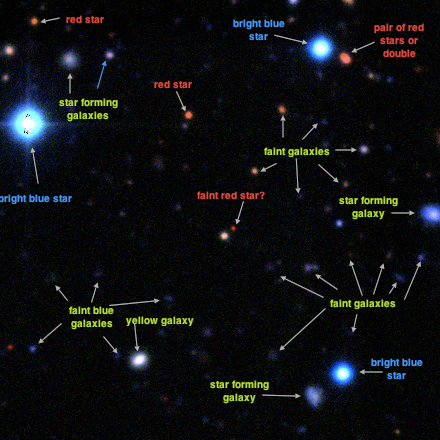 red star
bright blue
star
pair of red
stars or
double
star forming
galaxies
red star
faint galaxies
bright blue star
faint red star?
star forming
galaxy
faint blue
galaxies
yellow galaxy
faint galaxies
star forming
galaxy
bright blue
star